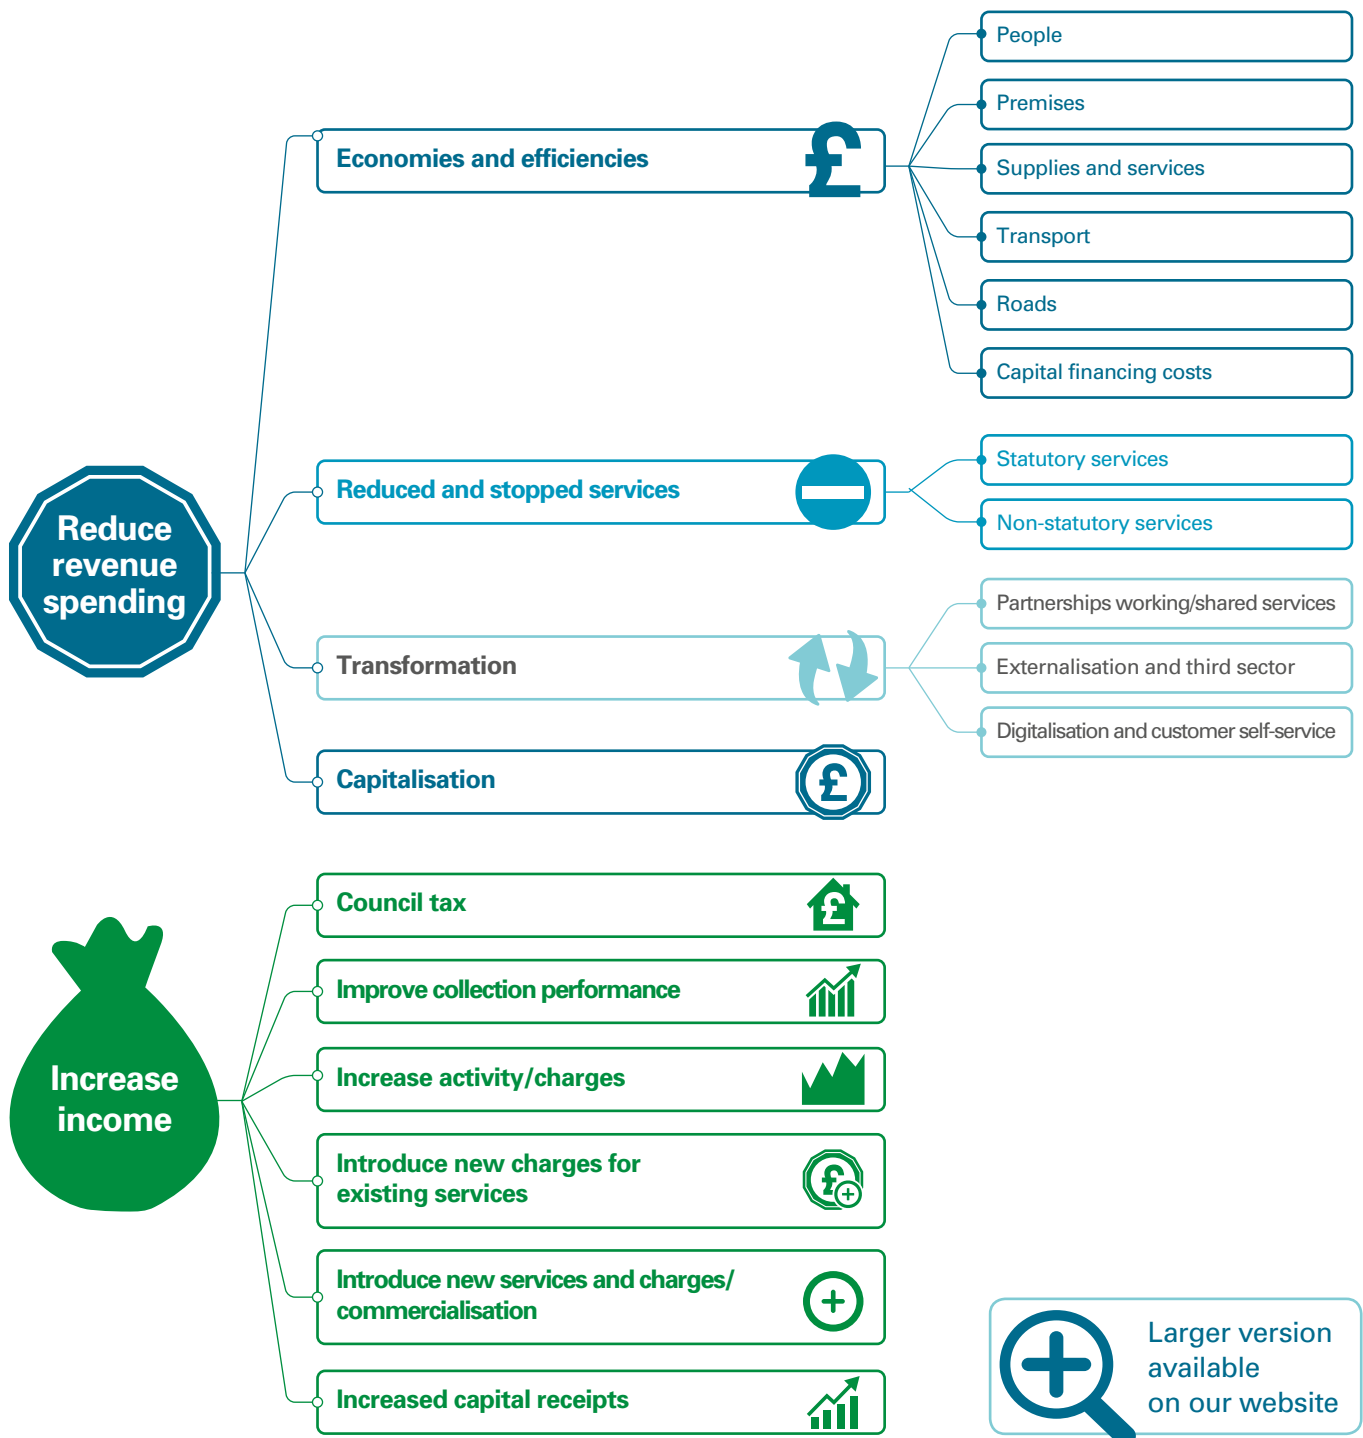 Reduce
revenue
spending
Economies and efficiencies
£
People
Premises
Supplies and services
Transport
Roads
Capital financing costs
Reduced and stopped services
Statutory services
Non-statutory services
Transformation
Partnerships working/shared services
Externalisation and third sector
Digitalisation and customer self-service
Capitalisation
£
Increase
income
Council tax
£
Improve collection performance
Increase activity/charges
Introduce new charges for
existing services
£
Introduce new services and charges/
commercialisation
Increased capital receipts
Larger version
available
on our website